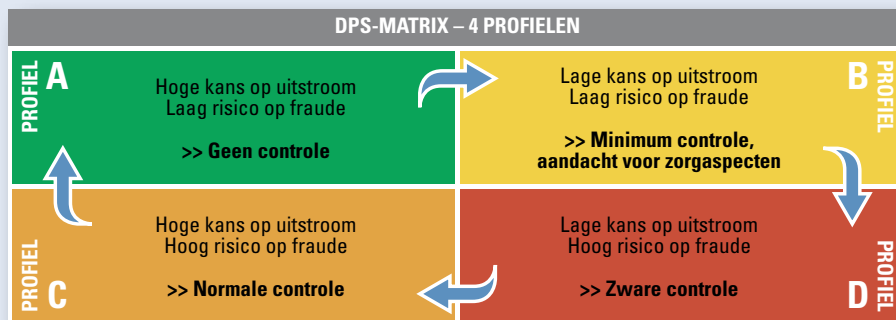 DPS-MATRIX – 4 PROFIELEN
PROFIEL A
Hoge kans op uitstroom
Laag risico op fraude
>> Geen controle
PROFIEL B
Lage kans op uitstroom
Laag risico op fraude
>> Minimum controle,
aandacht voor zorgaspecten
PROFIEL C
Hoge kans op uitstroom
Hoog risico op fraude
>> Normale controle
PROFIEL D
Lage kans op uitstroom
Hoog risico op fraude
>> Zware controle